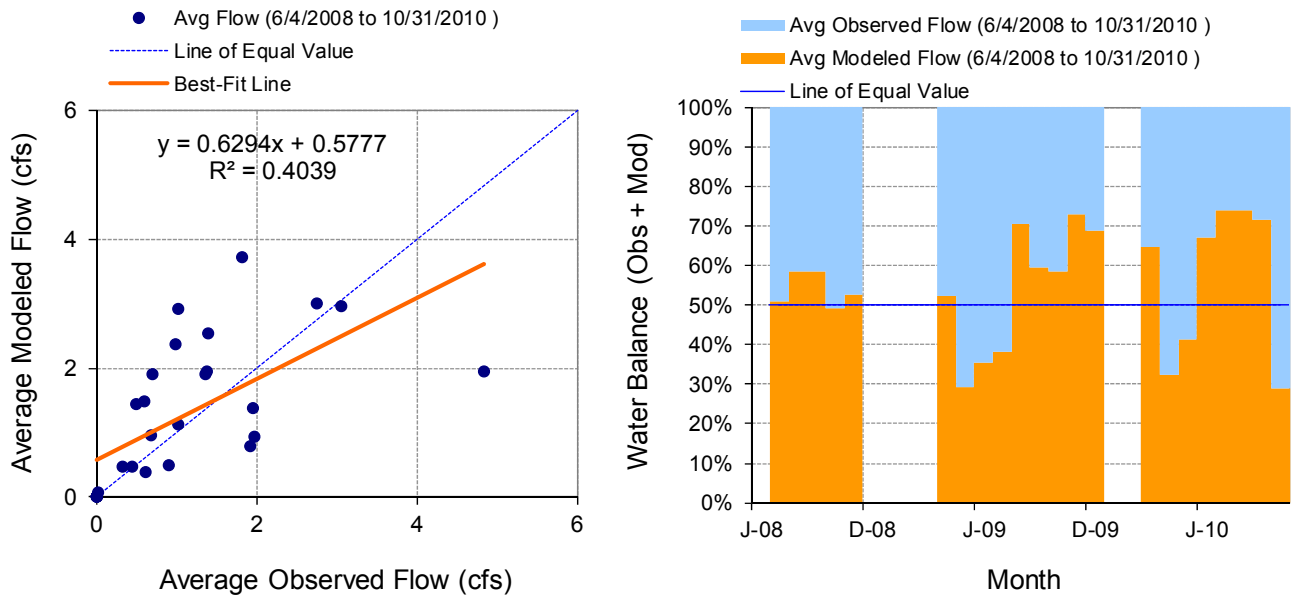 Avg Flow (6/4/2008 to 10/31/2010 )
Line of Equal Value
Best-Fit Line
y = 0.6294x + 0.5777
R² = 0.4039
6
4
2
0
0
2
4
6
Average Modeled Flow (cfs)
Average Observed Flow (cfs)
Avg Observed Flow (6/4/2008 to 10/31/2010 )
Avg Modeled Flow (6/4/2008 to 10/31/2010 )
Line of Equal Value
100%
90%
80%
70%
60%
50%
40%
30%
20%
10%
0%
J-08
D-08
J-09
D-09
J-10
Water Balance (Obs + Mod)
Month